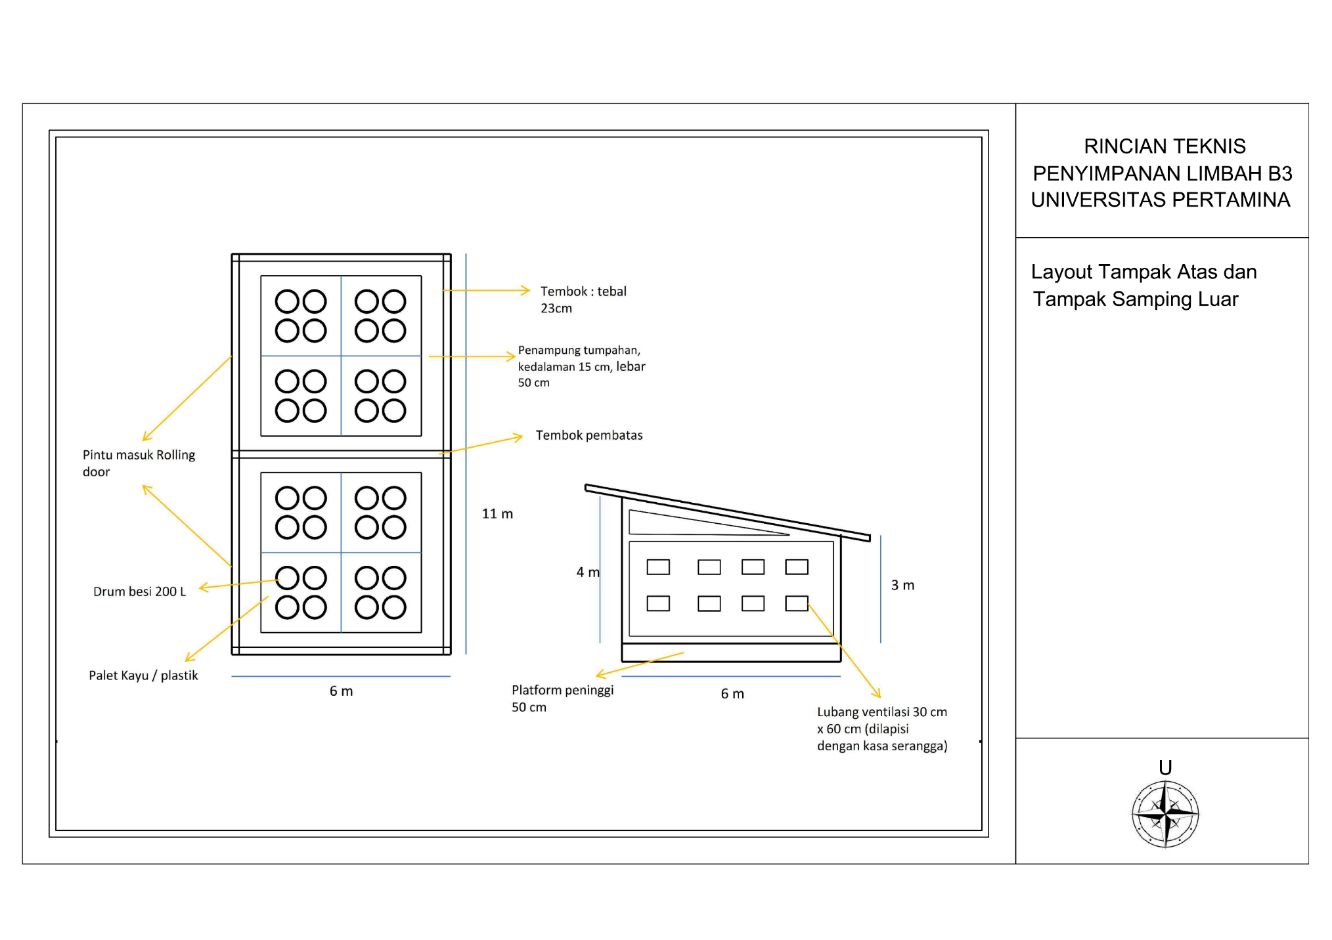 RINCIAN TEKNIS
PENYIMPANAN LIMBAH B3
UNIVERSITAS PERTAMINA
Layout Tampak Atas dan
Tampak Samping Luar
Tembok : tebal
23cm
Penampung tumpahan,
kedalaman 15 cm, lebar
50 cm
Tembok pembatas
Pintu masuk Rolling
door
11 m
Drum besi 200 L
Palet Kayu / plastik
6 m
4 m
3 m
Platform peninggi
50 cm
6 m
Lubang ventilasi 30 cm
x 60 cm (dilapisi
dengan kasa serangga)
U